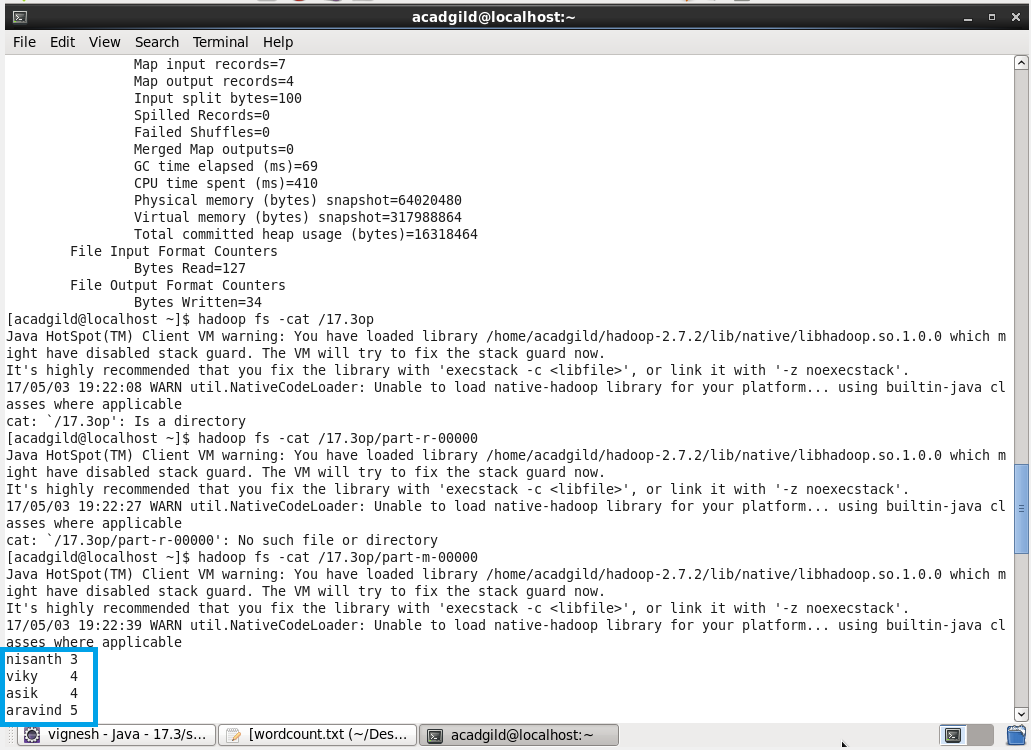 acadgild@localhost:~
File Edit View Search Terminal Help
Map input records=7
Map output records=4
Input split bytes=100
Spilled Records=0
Failed Shuffles=0
Merged Map outputs=0
GC time elapsed (ms)=69
CPU time spent (ms)=410
Physical memory (bytes) snapshot=64020480
Virtual memory (bytes) snapshot=317988864
Total committed heap usage (bytes)=16318464
File Input Format Counters
Bytes Read=127
File Output Format Counters
Bytes Written=34
[acadgild@localhost ~]$ hadoop fs -cat /17.3op
Java HotSpot(TM) Client VM warning: You have loaded library /home/acadgild/hadoop-2.7.2/lib/native/libhadoop.so.1.0.0 which m
ight have disabled stack guard. The VM will try to fix the stack guard now.
It's highly recommended that you fix the library with 'execstack -c <libfile>', or link it with '-z noexecstack'.
17/05/03 19:22:08 WARN util.NativeCodeLoader: Unable to load native-hadoop library for your platform... using builtin-java cl
asses where applicable
cat: `/17.3op': Is a directory
[acadgild@localhost ~]$ hadoop fs -cat /17.3op/part-r-00000
Java HotSpot(TM) Client VM warning: You have loaded library /home/acadgild/hadoop-2.7.2/lib/native/libhadoop.so.1.0.0 which m
ight have disabled stack guard. The VM will try to fix the stack guard now.
It's highly recommended that you fix the library with 'execstack -c <libfile>', or link it with '-z noexecstack'.
17/05/03 19:22:27 WARN util.NativeCodeLoader: Unable to load native-hadoop library for your platform... using builtin-java cl
asses where applicable
cat: `/17.3op/part-r-00000': No such file or directory
[acadgild@localhost ~]$ hadoop fs -cat /17.3op/part-m-00000
Java HotSpot(TM) Client VM warning: You have loaded library /home/acadgild/hadoop-2.7.2/lib/native/libhadoop.so.1.0.0 which m
ight have disabled stack guard. The VM will try to fix the stack guard now.
It's highly recommended that you fix the library with 'execstack -c <libfile>', or link it with '-z noexecstack'.
17/05/03 19:22:39 WARN util.NativeCodeLoader: Unable to load native-hadoop library for your platform... using builtin-java cl
asses where applicable
nisanth 3
viky 4
asik 4
aravind 5
vignesh - Java - 17.3/s... [wordcount.txt (~/Des... acadgild@localhost:~